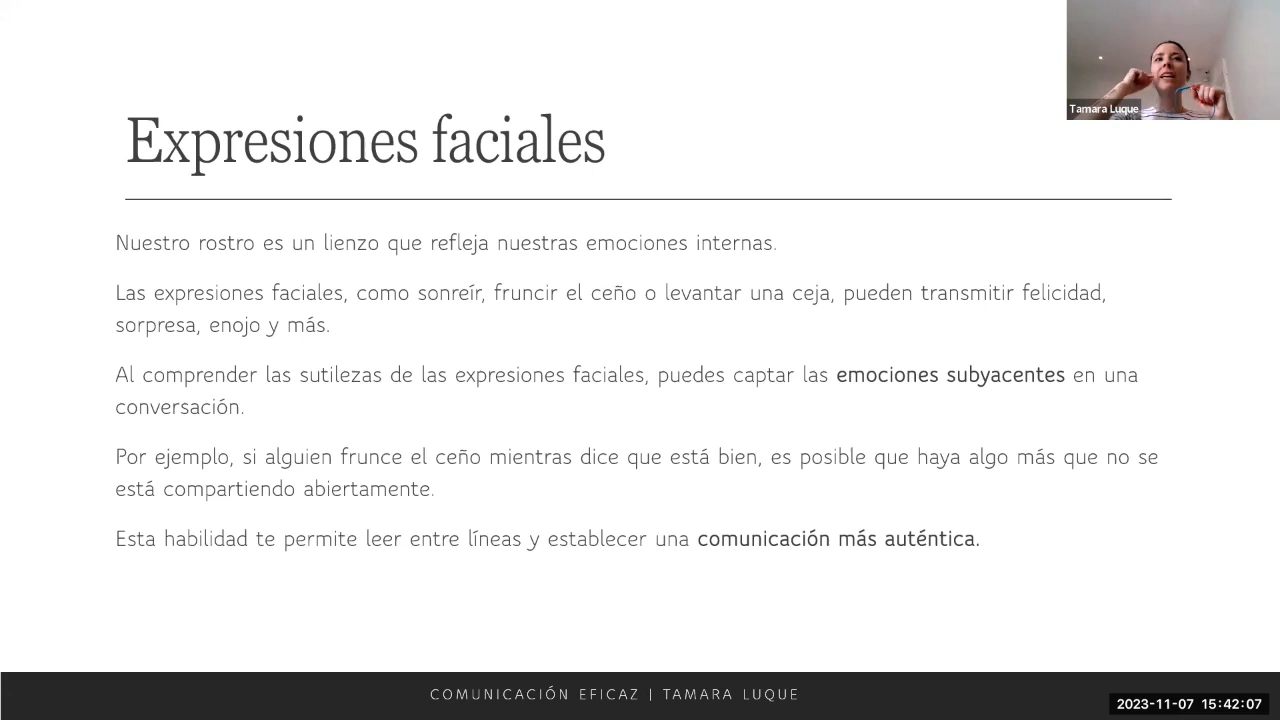 Tamara Luque
Expresiones faciales
Nuestro rostro es un lienzo que refleja nuestras emociones internas.
Las expresiones faciales, como sonreír, fruncir el ceño o levantar una ceja, pueden transmitir felicidad,
sorpresa, enojo y más.
Al comprender las sutilezas de las expresiones faciales, puedes captar las emociones subyacentes en una
conversación.
Por ejemplo, si alguien frunce el ceño mientras dice que está bien, es posible que haya algo más que no se
está compartiendo abiertamente.
Esta habilidad te permite leer entre líneas y establecer una comunicación más auténtica.
COMUNICACIÓN EFICAZ | TAMARA LUQUE
2023-11-07 15:42:07